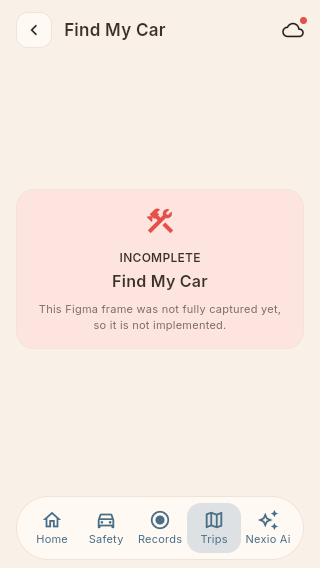 Find My Car
INCOMPLETE
Find My Car
This Figma frame was not fully captured yet,
so it is not implemented.
Home
Safety
Records
Trips
Nexio Ai